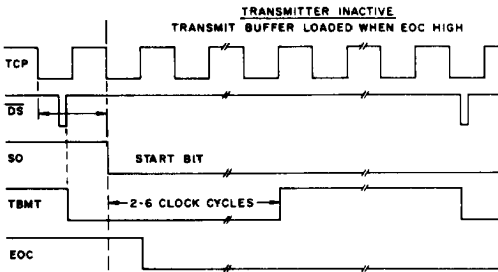 TRANSMITTER INACTIVE
TRANSMIT BUFFER LOADED WHEN EOC HIGH
TCP
DS
SO
START BIT
TBMT
2-6 CLOCK CYCLES
EOC